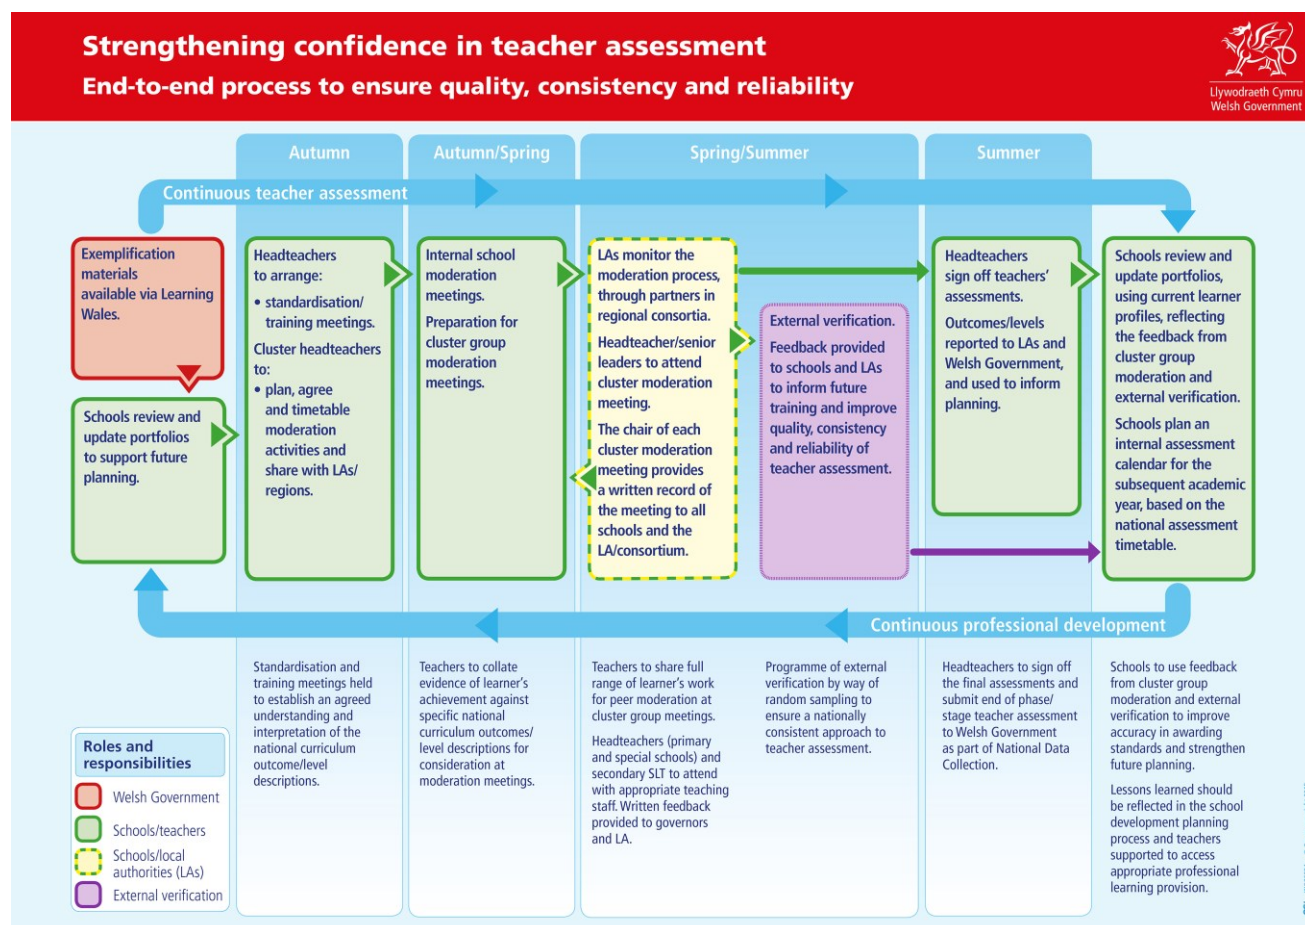 Strengthening confidence in teacher assessment
End-to-end process to ensure quality, consistency and reliability
Llywodraeth Cymru
Welsh Government
Autumn
Autumn/Spring
Spring/Summer
Summer
Continuous teacher assessment
Exemplification
materials
available via Learning
Wales.
Schools review and
update portfolios
to support future
planning.
Headteachers
to arrange:
• standardisation/
training meetings.
Cluster headteachers
to:
• plan, agree
and timetable
moderation
activities and
share with LAs/
regions.
Internal school
moderation
meetings.
Preparation for
cluster group
moderation
meetings.
LAs monitor the
moderation process,
through partners in
regional consortia.
Headteacher/senior
leaders to attend
cluster moderation
meeting.
The chair of each
cluster moderation
meeting provides
a written record of
the meeting to all
schools and the
LA/consortium.
External verification.
Feedback provided
to schools and LAs
to inform future
training and improve
quality, consistency
and reliability of
teacher assessment.
Headteachers
sign off teachers’
assessments.
Outcomes/levels
reported to LAs and
Welsh Government,
and used to inform
planning.
Schools review and
update portfolios,
using current learner
profiles, reflecting
the feedback from
cluster group
moderation and
external verification.
Schools plan an
internal assessment
calendar for the
subsequent academic
year, based on the
national assessment
timetable.
Continuous professional development
Standardisation and
training meetings held
to establish an agreed
understanding and
interpretation of the
national curriculum
outcome/level
descriptions.
Teachers to collate
evidence of learner’s
achievement against
specific national
curriculum outcomes/
level descriptions for
consideration at
moderation meetings.
Teachers to share full
range of learner’s work
for peer moderation at
cluster group meetings.
Headteachers (primary
and special schools) and
secondary SLT to attend
with appropriate teaching
staff. Written feedback
provided to governors
and LA.
Programme of external
verification by way of
random sampling to
ensure a nationally
consistent approach to
teacher assessment.
Headteachers to sign off
the final assessments and
submit end of phase/
stage teacher assessment
to Welsh Government
as part of National Data
Collection.
Schools to use feedback
from cluster group
moderation and external
verification to improve
accuracy in awarding
standards and strengthen
future planning.
Lessons learned should
be reflected in the school
development planning
process and teachers
supported to access
appropriate professional
learning provision.
Roles and
responsibilities
Welsh Government
Schools/teachers
Schools/local
authorities (LAs)
External verification